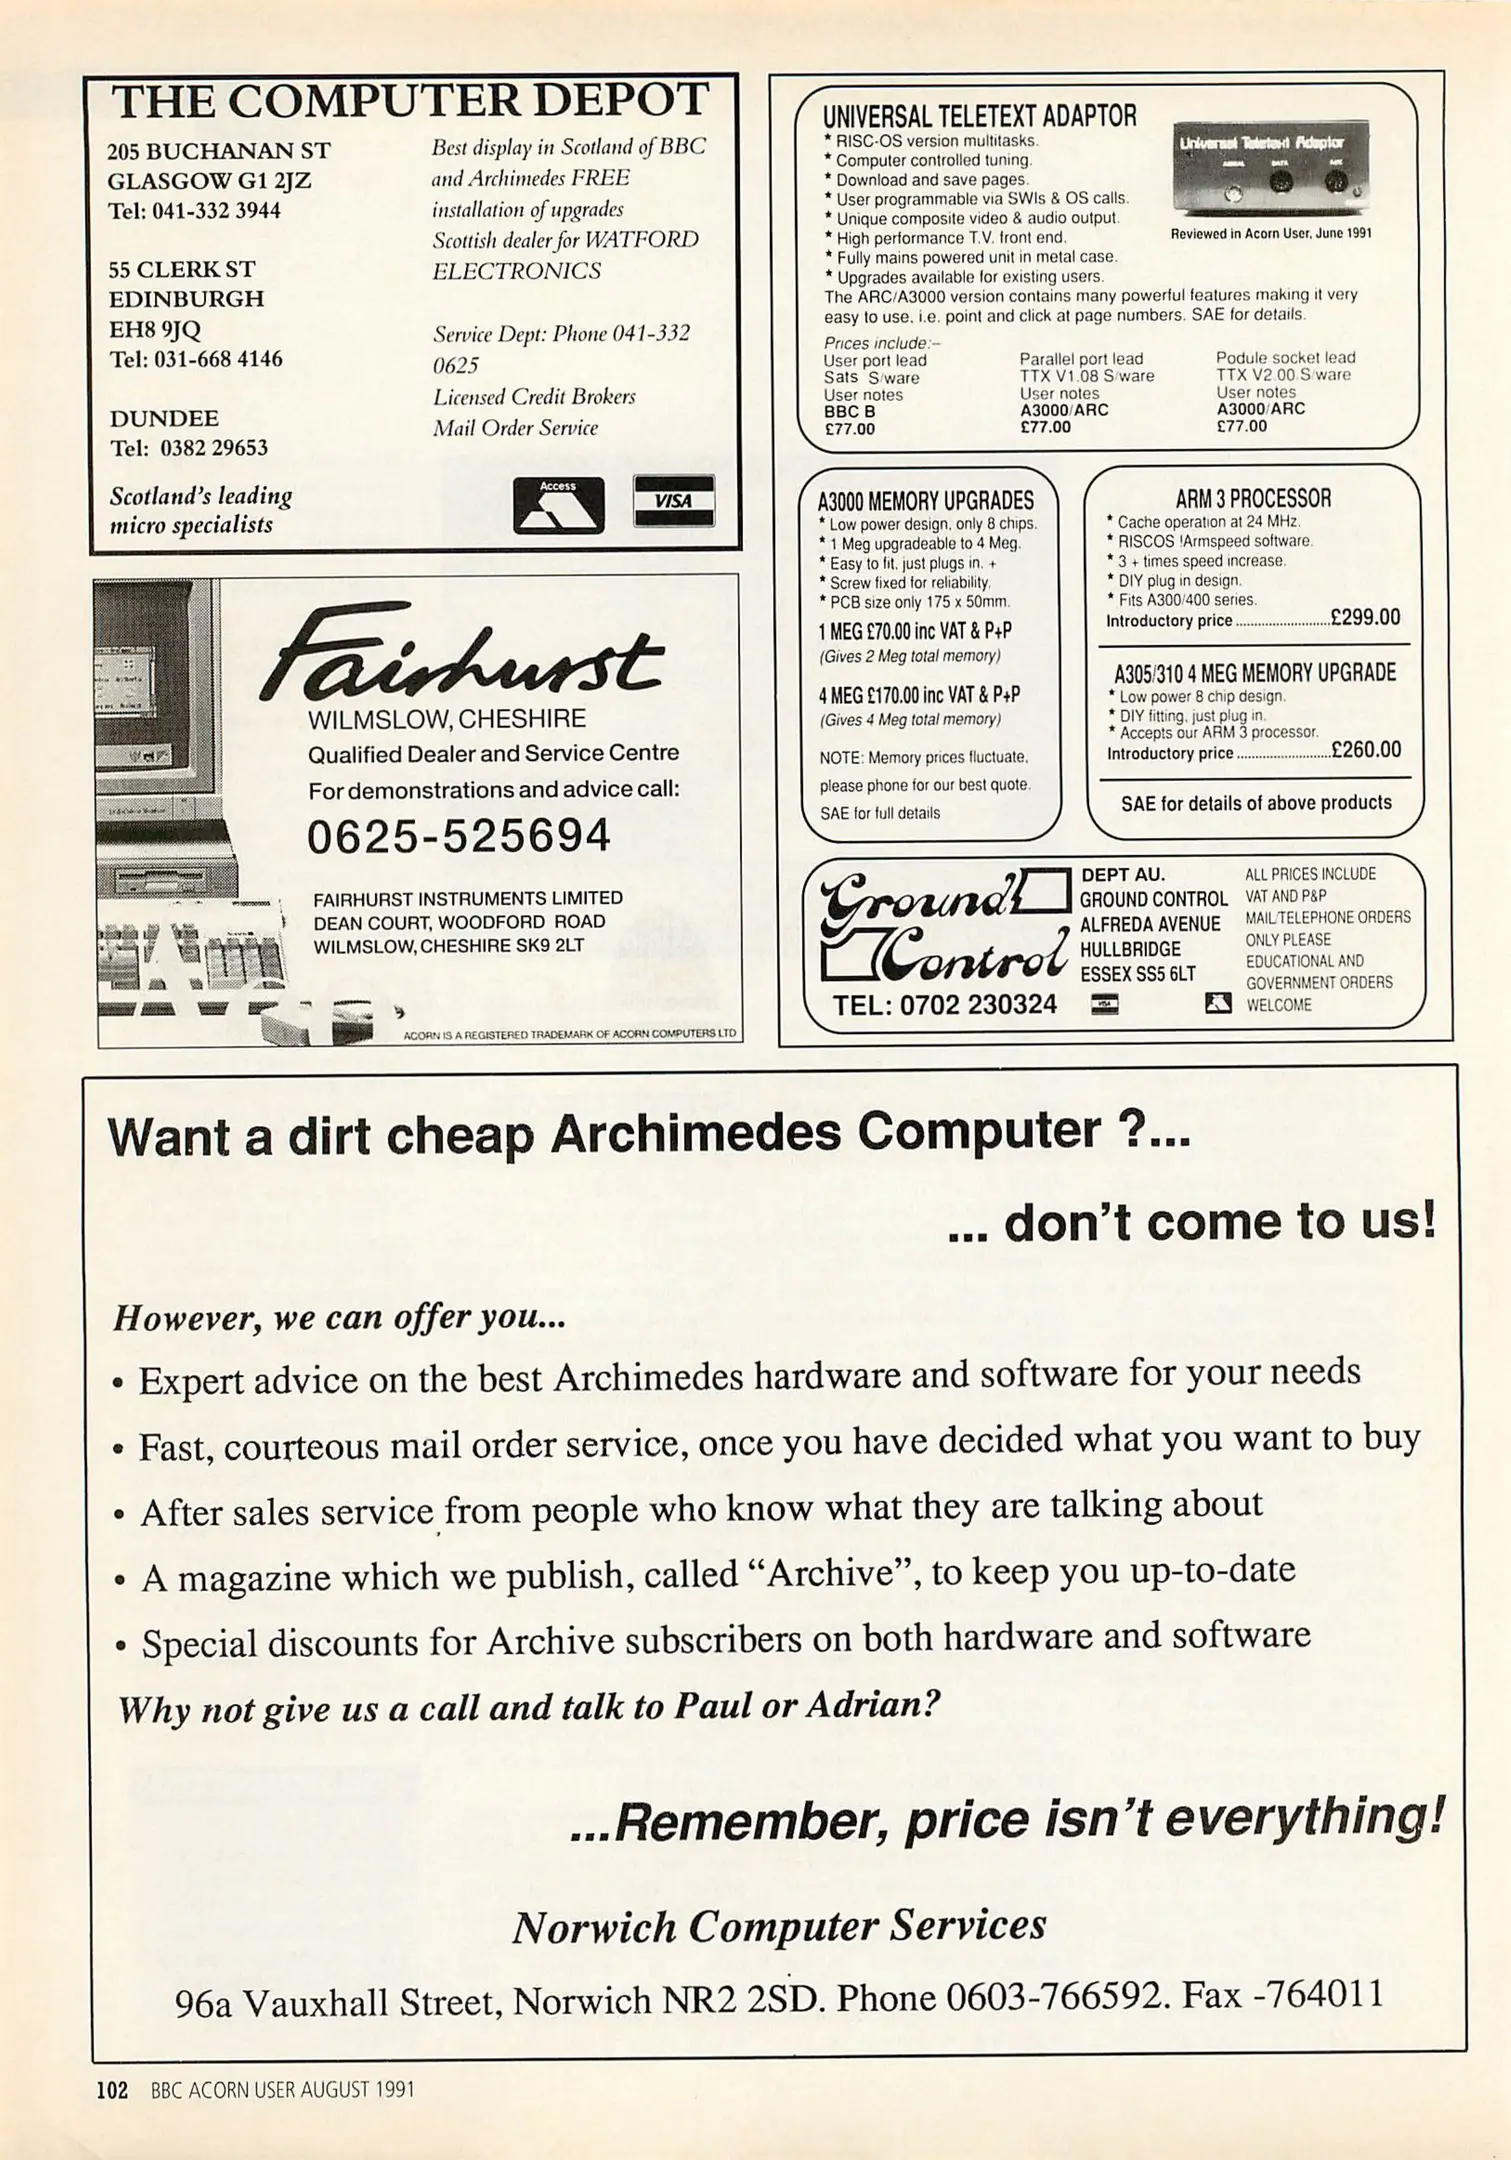 THE COMPUTER DEPOT
205 BUCHANAN ST
GLASGOW G1 2JZ
Tel: 041-332 3944
55 CLERK ST
EDINBURGH
EH8 9JQ
Tel: 031-668 4146
DUNDEE
Tel: 0382 29653
Scotland's leading
micro specialists
Best display in Scotland of BBC
and Archimedes FREE
installation of upgrades
Scottish dealer for WATFORD
ELECTRONICS
Service Dept: Phone 041-332
0625
Licensed Credit Brokers
Mail Order Service
Access
VISA
Fairhurst
WILMSLOW, CHESHIRE
Qualified Dealer and Service Centre
For demonstrations and advice call:
0625-525694
FAIRHURST INSTRUMENTS LIMITED
DEAN COURT, WOODFORD ROAD
WILMSLOW, CHESHIRE SK9 2LT
ACORN IS A REGISTERED TRADEMARK OF ACORN COMPUTERS LTD
UNIVERSAL TELETEXT ADAPTOR
* RISC-OS version multitasks.
* Computer controlled tuning.
* Download and save pages.
* User programmable via SWIs & OS calls.
* Unique composite video & audio output.
* High performance T.V. front end.
* Fully mains powered unit in metal case.
* Upgrades available for existing users.
Universal Teletext Adaptor
Reviewed in Acorn User, June 1991
The ARC/A3000 version contains many powerful features making it very
easy to use, i.e. point and click at page numbers. SAE for details.
Prices include:-
User port lead
Sats S/ware
User notes
BBC B
£77.00
Parallel port lead
TTX V1.08 S/ware
User notes
A3000/ARC
£77.00
Podule socket lead
TTX V2.00 S/ware
User notes
A3000/ARC
£77.00
A3000 MEMORY UPGRADES
* Low power design, only 8 chips.
* 1 Meg upgradeable to 4 Meg.
* Easy to fit, just plugs in. +
* Screw fixed for reliability.
* PCB size only 175 x 50mm.
1 MEG £70.00 inc VAT & P+P
(Gives 2 Meg total memory)
4 MEG £170.00 inc VAT & P+P
(Gives 4 Meg total memory)
NOTE: Memory prices fluctuate,
please phone for our best quote.
SAE for full details
ARM 3 PROCESSOR
* Cache operation at 24 MHz.
* RISCOS !Armspeed software.
* 3 + times speed increase.
* DIY plug in design.
* Fits A300/400 series.
Introductory price ..........................£299.00
A305/310 4 MEG MEMORY UPGRADE
* Low power 8 chip design.
* DIY fitting, just plug in.
* Accepts our ARM 3 processor.
Introductory price ..........................£260.00
SAE for details of above products
Ground
Control
TEL: 0702 230324
DEPT AU.
GROUND CONTROL
ALFREDA AVENUE
HULLBRIDGE
ESSEX SS5 6LT
VISA
ALL PRICES INCLUDE
VAT AND P&P
MAIL/TELEPHONE ORDERS
ONLY PLEASE
EDUCATIONAL AND
GOVERNMENT ORDERS
WELCOME
Want a dirt cheap Archimedes Computer ?...
... don't come to us!
However, we can offer you...
• Expert advice on the best Archimedes hardware and software for your needs
• Fast, courteous mail order service, once you have decided what you want to buy
• After sales service from people who know what they are talking about
• A magazine which we publish, called “Archive”, to keep you up-to-date
• Special discounts for Archive subscribers on both hardware and software
Why not give us a call and talk to Paul or Adrian?
...Remember, price isn't everything!
Norwich Computer Services
96a Vauxhall Street, Norwich NR2 2SD. Phone 0603-766592. Fax -764011
102 BBC ACORN USER AUGUST 1991